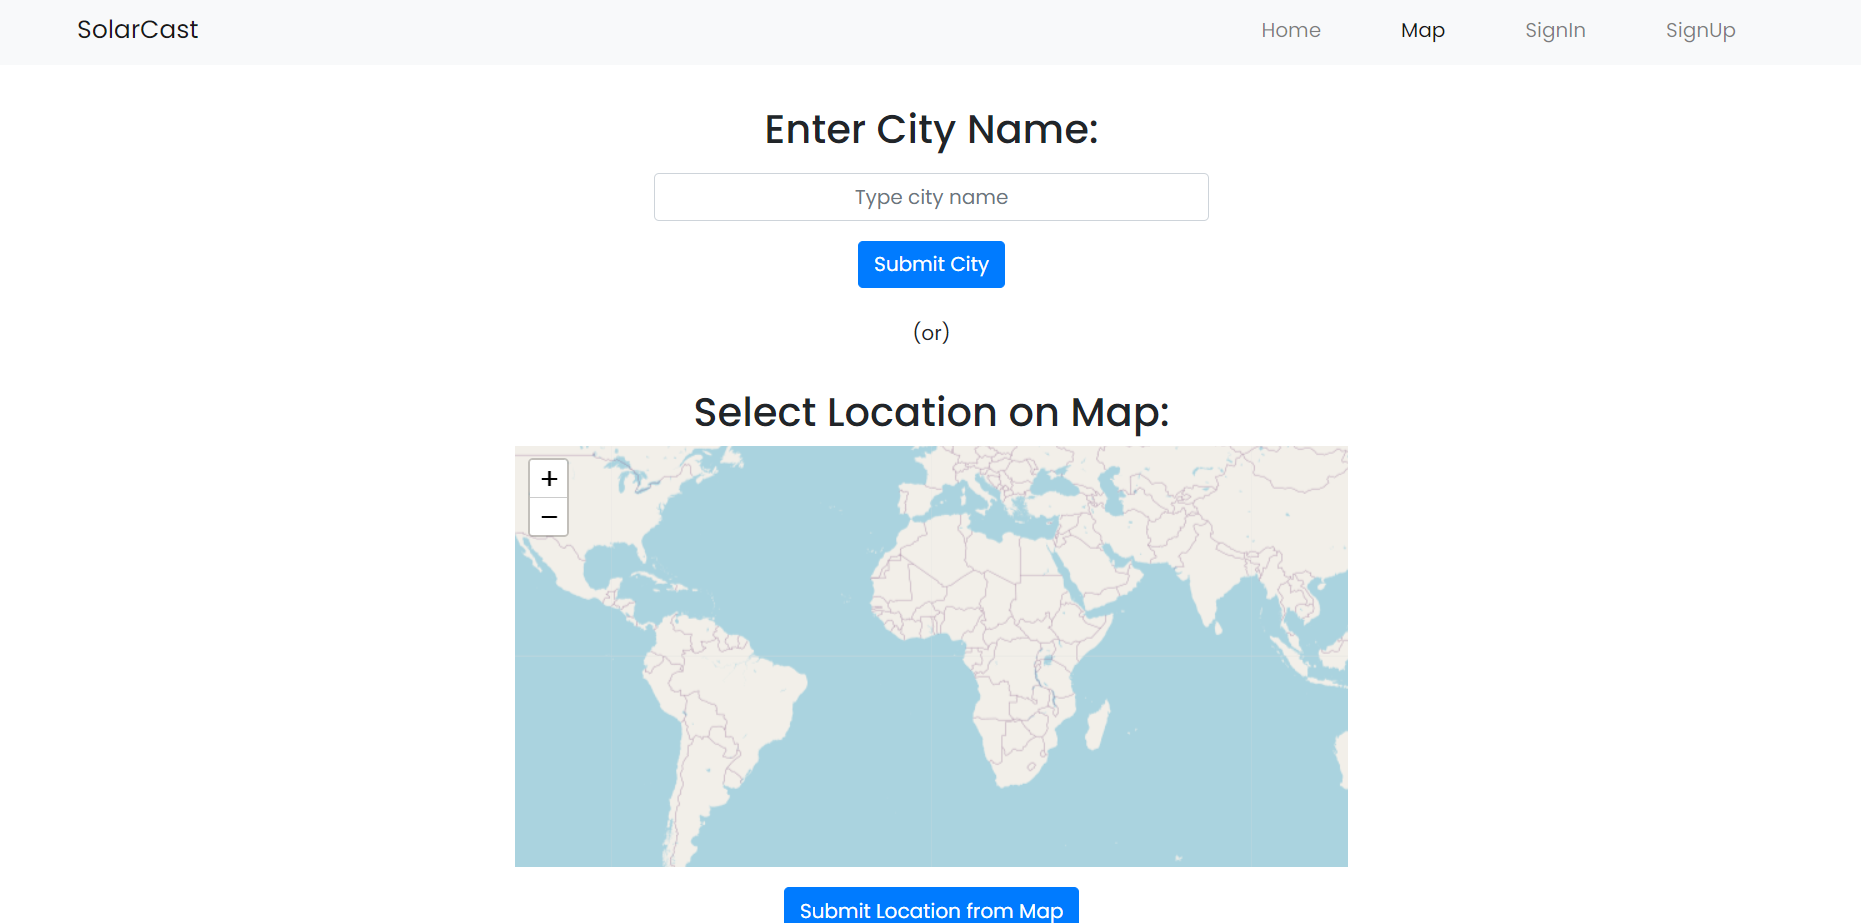 SolarCast
Home
Map
SignIn
SignUp
Enter City Name:
Type city name
Submit City
(or)
Select Location on Map:
+
−
Submit Location from Map